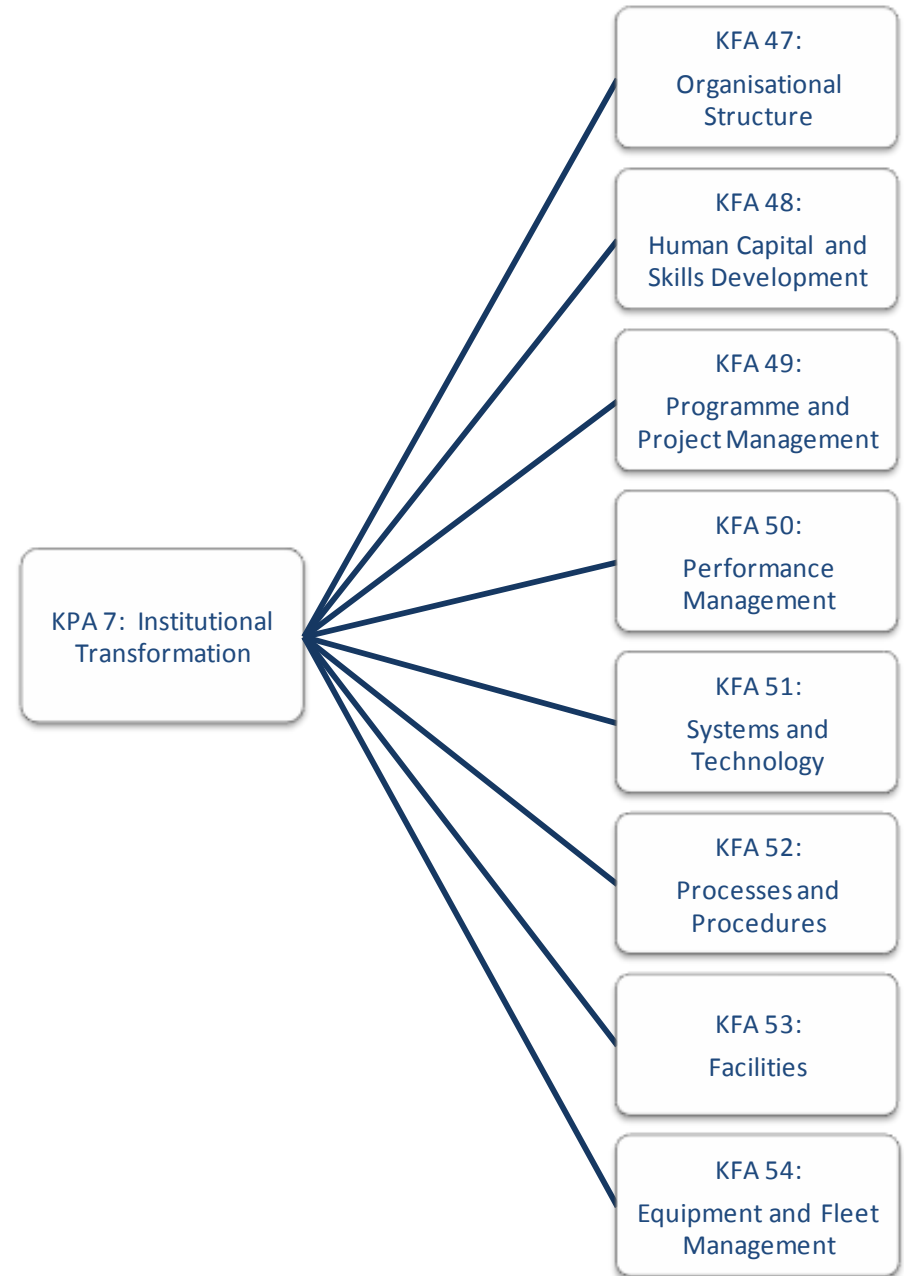 KFA 47:
Organisational
Structure
KFA 48:
Human Capital and
Skills Development
KFA 49:
Programme and
Project Management
KFA 50:
Performance
Management
KPA 7: Institutional
Transformation
KFA 51:
Systems and
Technology
KFA 52:
Processes and
Procedures
KFA 53:
Facilities
KFA 54:
Equipment and Fleet
Management